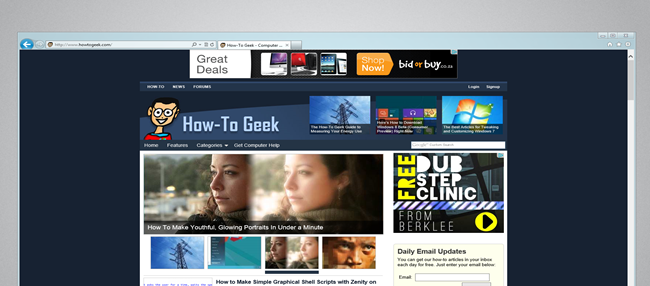 http://www.howtogeek.com/
How-To Geek - Computer ...
Great
Deals
Shop
Now!
bid or buy.co.za
HOW-TO NEWS FORUMS
Login Signup
How-To Geek
The How-To Geek Guide to
Measuring Your Energy Use
Here's How to Download
Windows 8 Beta (Consumer
Preview) Right Now
The Best Articles for Tweaking
and Customizing Windows 7
Home Features Categories Get Computer Help
Google Custom Search
How To Make Youthful, Glowing Portraits In Under a Minute
FREE
DUB
STEP
CLINIC
FROM
BERKLEE
Daily Email Updates
You can get our how-to articles in your inbox
each day for free. Just enter your email below:
Email
How to Make Simple Graphical Shell Scripts with Zenity on